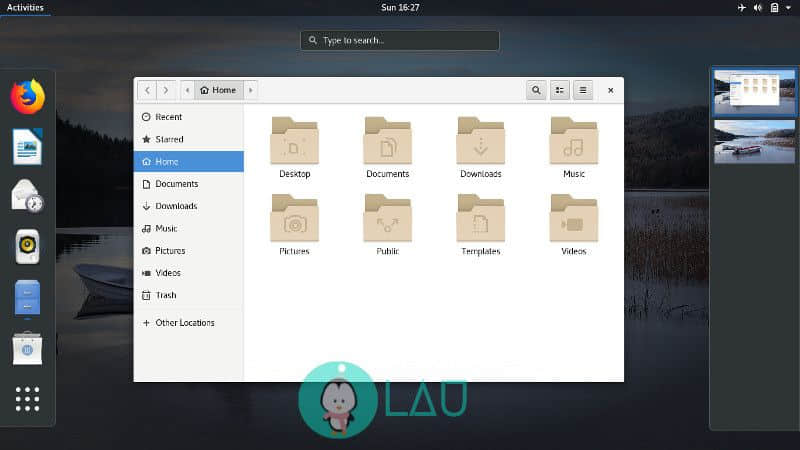 Activities
Sun 16:27
Type to search...
Home
Recent
Starred
Home
Documents
Downloads
Music
Pictures
Videos
Trash
Other Locations
Desktop
Documents
Downloads
Music
Pictures
Public
Templates
Videos
LAU